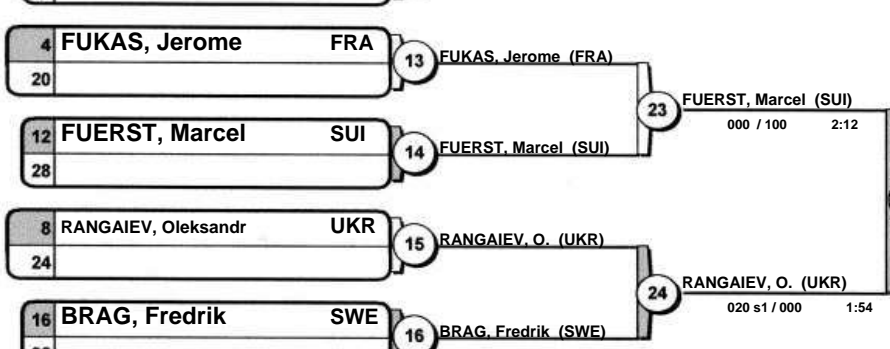 4 FUKAS, Jerome FRA
20
13 FUKAS, Jerome (FRA)
12 FUERST, Marcel SUI
28
14 FUERST, Marcel (SUI)
23 FUERST, Marcel (SUI)
000 / 100 2:12
8 RANGAIEV, Oleksandr UKR
24
15 RANGAIEV, O. (UKR)
16 BRAG, Fredrik SWE
16 BRAG, Fredrik (SWE)
24 RANGAIEV, O. (UKR)
020 s1 / 000 1:54